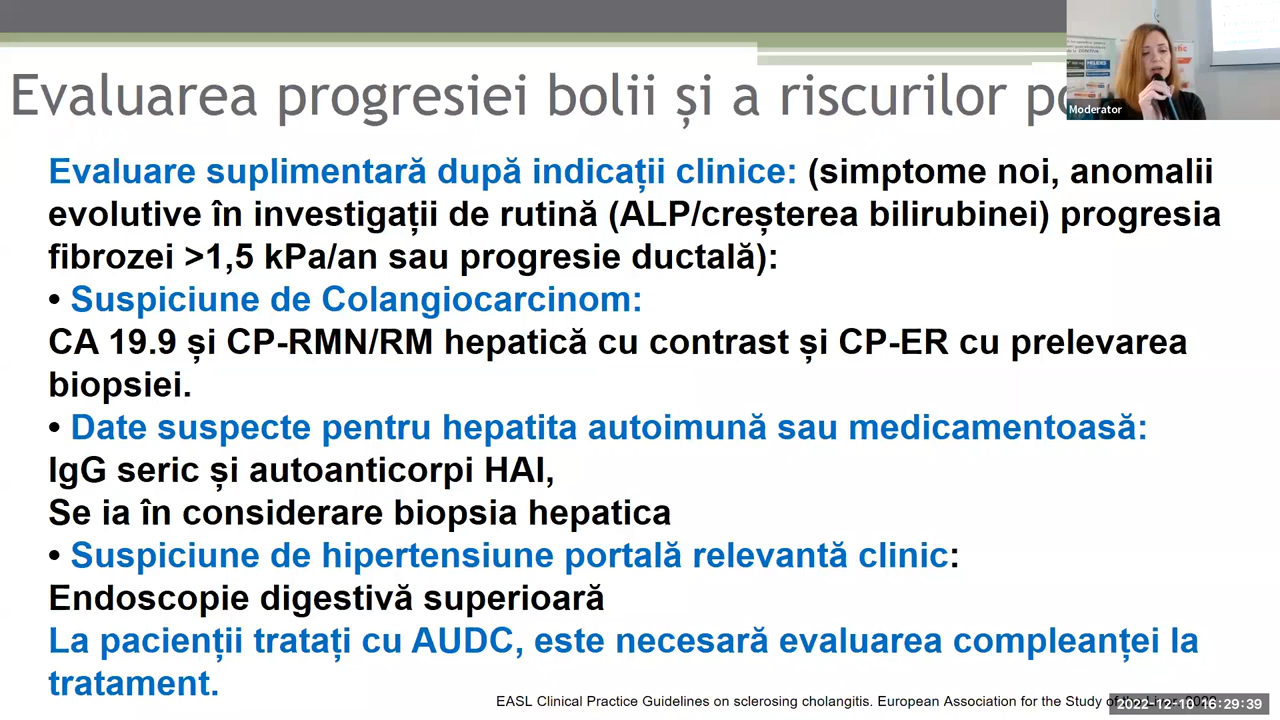 Evaluarea progresiei bolii și a riscurilor
Moderator
Evaluare suplimentară după indicații clinice: (simptome noi, anomalii
evolutive în investigații de rutină (ALP/creșterea bilirubinei) progresia
fibrozei >1,5 kPa/an sau progresie ductală):
• Suspiciune de Colangiocarcinom:
CA 19.9 și CP-RMN/RM hepatică cu contrast și CP-ER cu prelevarea
biopsiei.
• Date suspecte pentru hepatita autoimună sau medicamentoasă:
IgG seric și autoanticorpi HAI,
Se ia în considerare biopsia hepatica
• Suspiciune de hipertensiune portală relevantă clinic:
Endoscopie digestivă superioară
La pacienții tratați cu AUDC, este necesară evaluarea compleanței la
tratament.
EASL Clinical Practice Guidelines on sclerosing cholangitis. European Association for the Study
2022-12-10 16:29:39